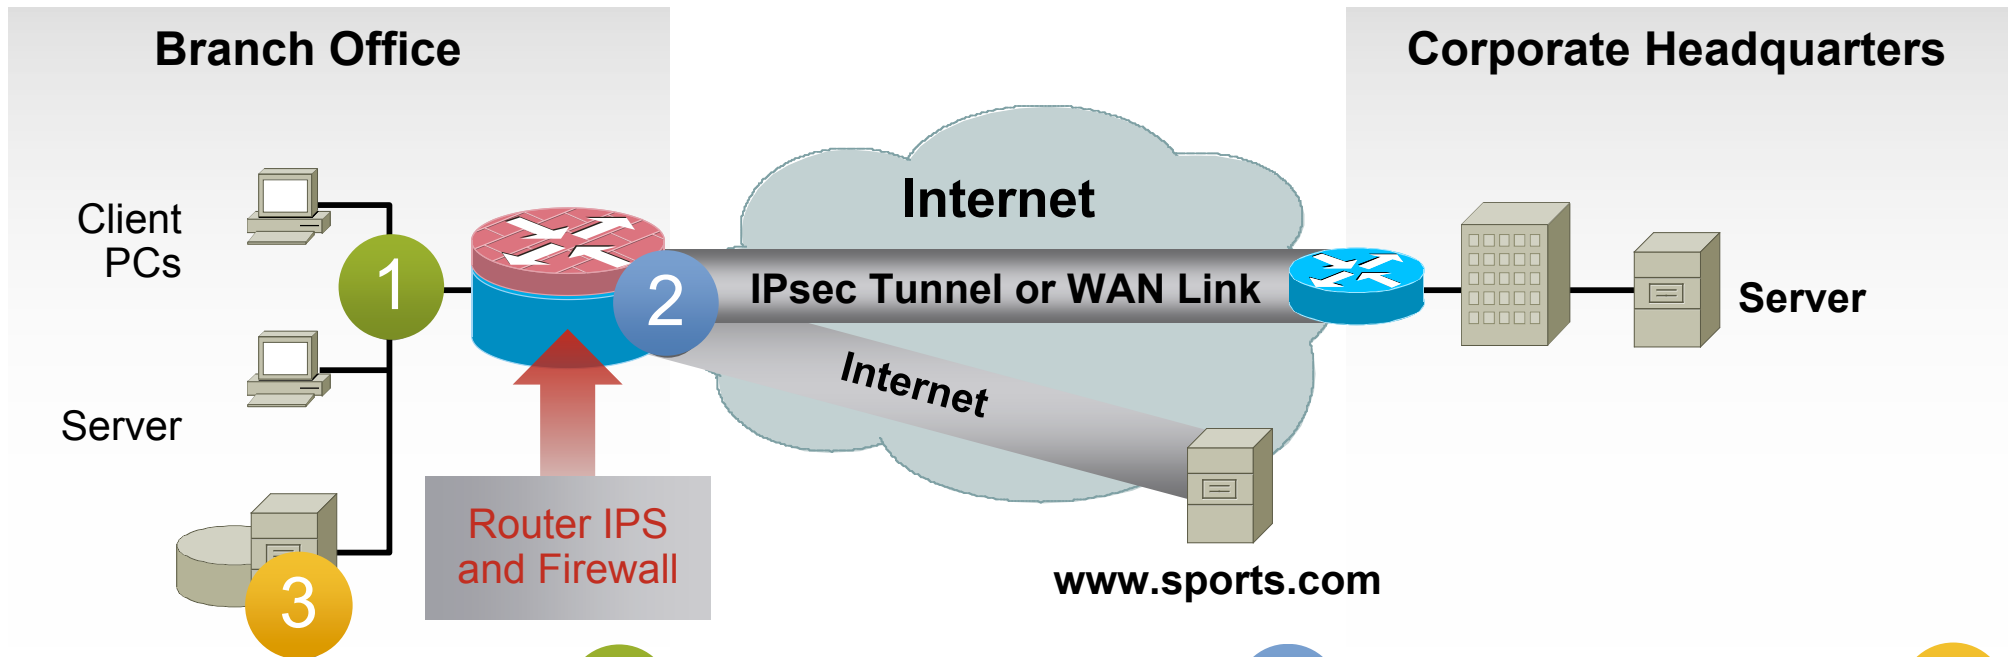 Branch Office
Corporate Headquarters
Internet
Client
PCs
1
2
IPsec Tunnel or WAN Link
Server
Internet
Server
Router IPS
and Firewall
www.sports.com
3